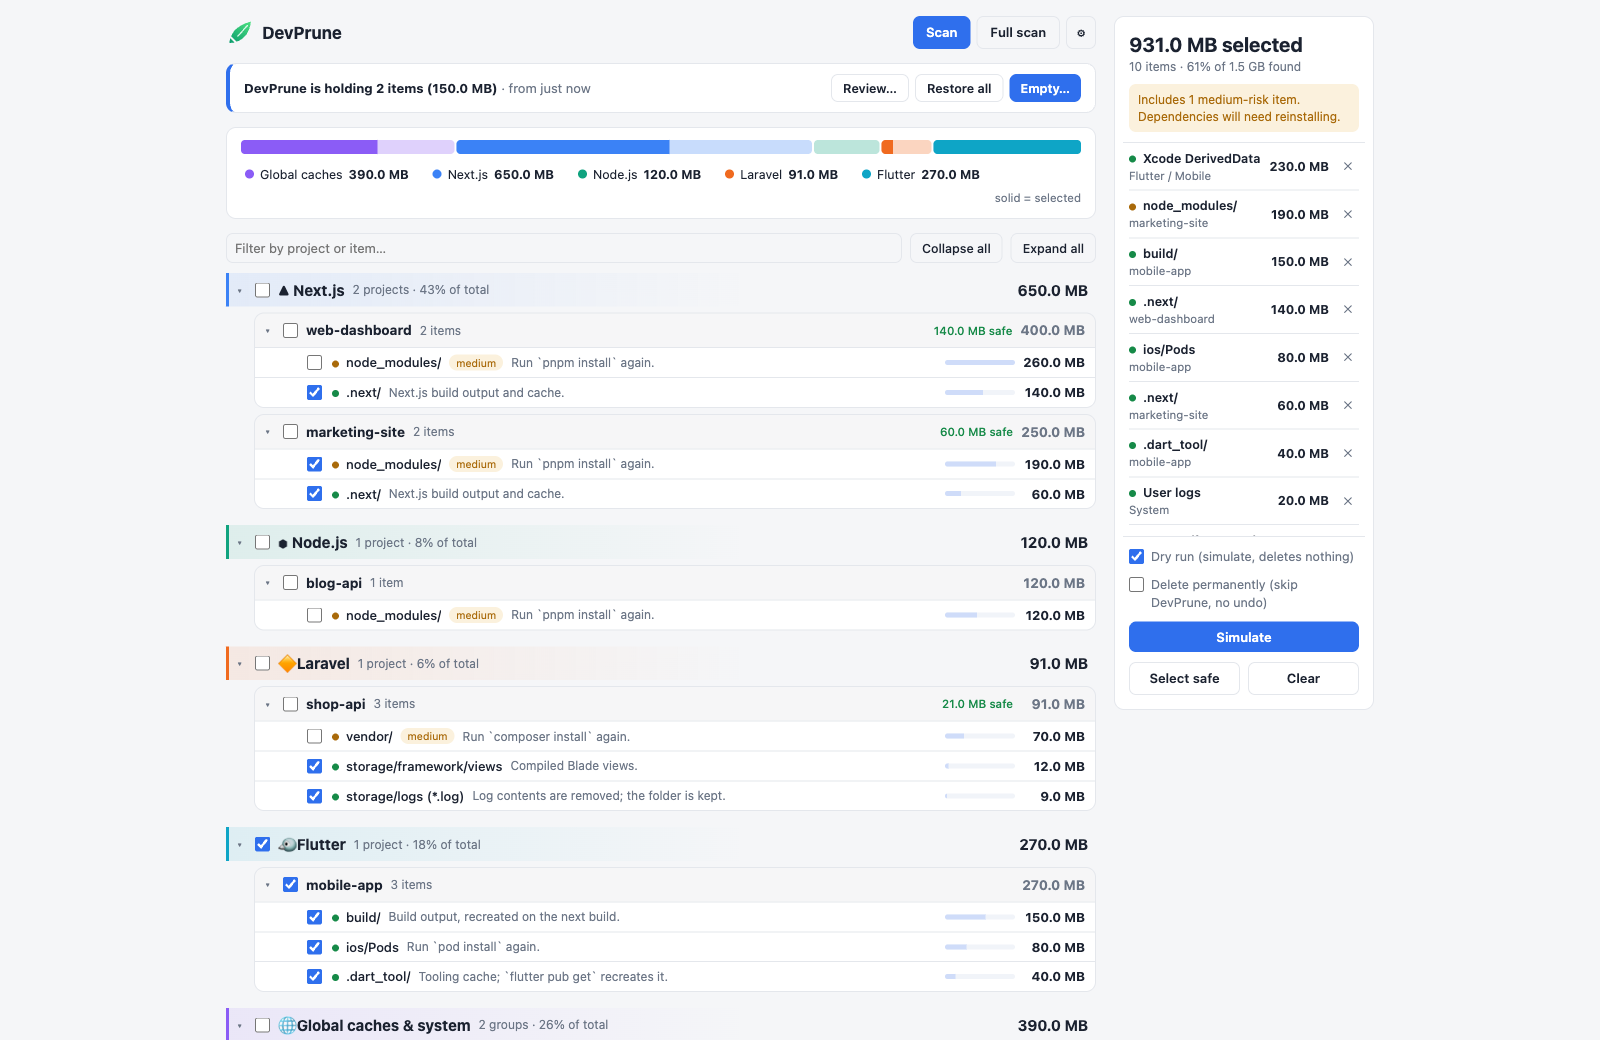 DevPrune
Scan
Full scan
DevPrune is holding 2 items (150.0 MB) · from just now
Review...
Restore all
Empty...
Global caches 390.0 MB
Next.js 650.0 MB
Node.js 120.0 MB
Laravel 91.0 MB
Flutter 270.0 MB
solid = selected
Filter by project or item...
Collapse all
Expand all
Next.js 2 projects · 43% of total 650.0 MB
web-dashboard 2 items 140.0 MB safe 400.0 MB
node_modules/ medium Run `pnpm install` again. 260.0 MB
.next/ Next.js build output and cache. 140.0 MB
marketing-site 2 items 60.0 MB safe 250.0 MB
node_modules/ medium Run `pnpm install` again. 190.0 MB
.next/ Next.js build output and cache. 60.0 MB
Node.js 1 project · 8% of total 120.0 MB
blog-api 1 item 120.0 MB
node_modules/ medium Run `pnpm install` again. 120.0 MB
Laravel 1 project · 6% of total 91.0 MB
shop-api 3 items 21.0 MB safe 91.0 MB
vendor/ medium Run `composer install` again. 70.0 MB
storage/framework/views Compiled Blade views. 12.0 MB
storage/logs (*.log) Log contents are removed; the folder is kept. 9.0 MB
Flutter 1 project · 18% of total 270.0 MB
mobile-app 3 items 270.0 MB
build/ Build output, recreated on the next build. 150.0 MB
ios/Pods Run `pod install` again. 80.0 MB
.dart_tool/ Tooling cache; `flutter pub get` recreates it. 40.0 MB
Global caches & system 2 groups · 26% of total 390.0 MB
931.0 MB selected
10 items · 61% of 1.5 GB found
Includes 1 medium-risk item.
Dependencies will need reinstalling.
Xcode DerivedData 230.0 MB
Flutter / Mobile
node_modules/ 190.0 MB
marketing-site
build/ 150.0 MB
mobile-app
.next/ 140.0 MB
web-dashboard
ios/Pods 80.0 MB
mobile-app
.next/ 60.0 MB
marketing-site
.dart_tool/ 40.0 MB
mobile-app
User logs 20.0 MB
System
Dry run (simulate, deletes nothing)
Delete permanently (skip
DevPrune, no undo)
Simulate
Select safe
Clear